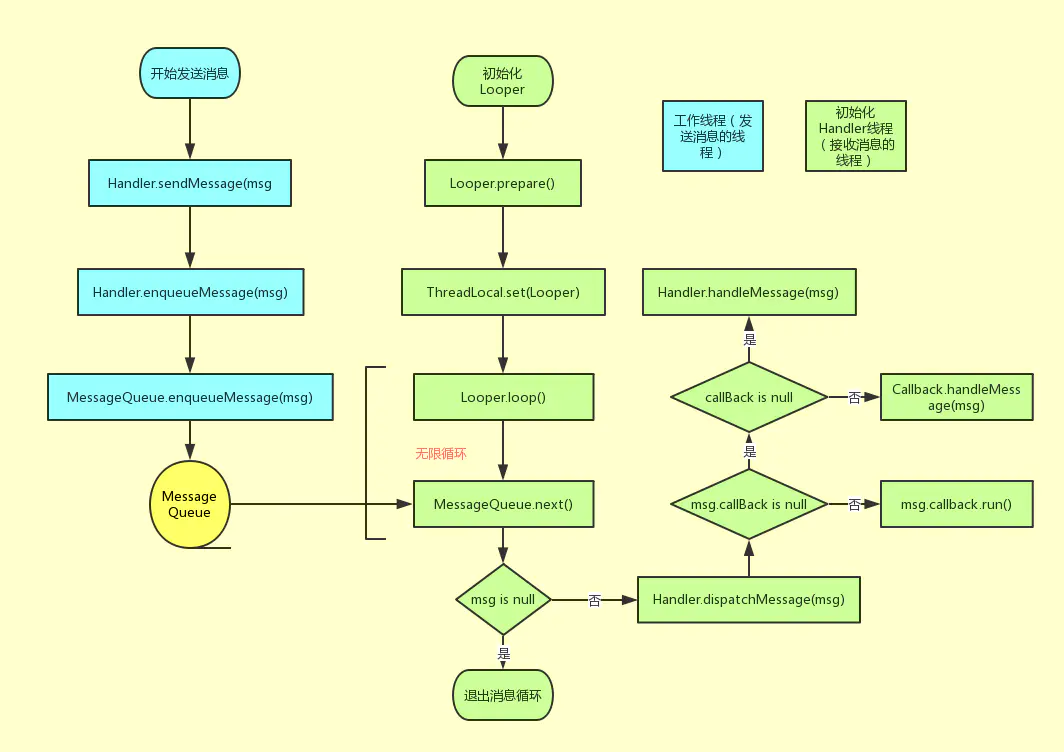 开始发送消息
Handler.sendMessage(msg
Handler.enqueueMessage(msg)
MessageQueue.enqueueMessage(msg)
Message
Queue
初始化
Looper
Looper.prepare()
ThreadLocal.set(Looper)
Looper.loop()
无限循环
MessageQueue.next()
msg is null
是
退出消息循环
否
Handler.dispatchMessage(msg)
msg.callBack is null
否
msg.callback.run()
是
callBack is null
否
Callback.handleMess
age(msg)
是
Handler.handleMessage(msg)
工作线程（发
送消息的线
程）
初始化
Handler线程
（接收消息的
线程）